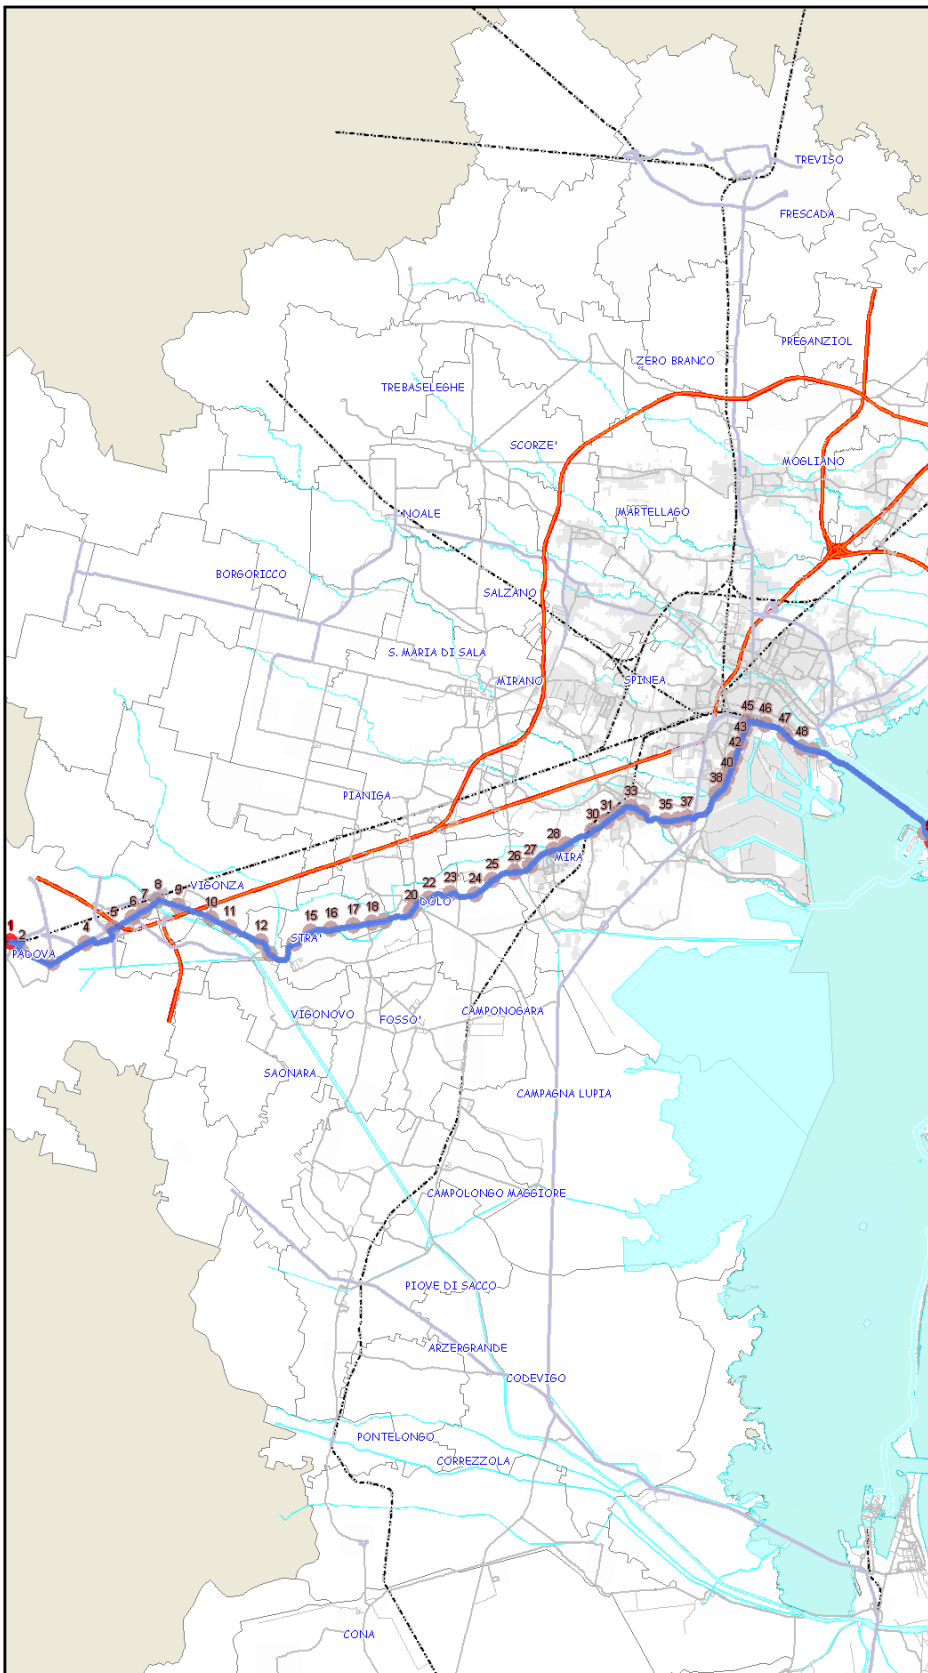 TREVISO
FRESCADA
PREGANZIOL
ZERO BRANCO
TREBASELEGHE
SCORZE'
MOGLIANO
NOALE
MARTELLAGO
BORGORICCO
SALZANO
S. MARIA DI SALA
MIRANO
SPINEA
45 46
43 47
42 48
40
38
PIANIGA
33
31
30
35 37
28
27
MIRA
26
25
24
23
22
DOLO
20
VIGONZA
8
7 9
6
5
10
11
12
4
1
2
PADOVA
15 16 17 18
STRA'
VIGONOVO
FOSSO'
CAMPONOGARA
SAONARA
CAMPAGNA LUPIA
CAMPOLONGO MAGGIORE
PIOVE DI SACCO
ARZERGRANDE
CODEVIGO
PONTELONGO
CORREZZOLA
CONA